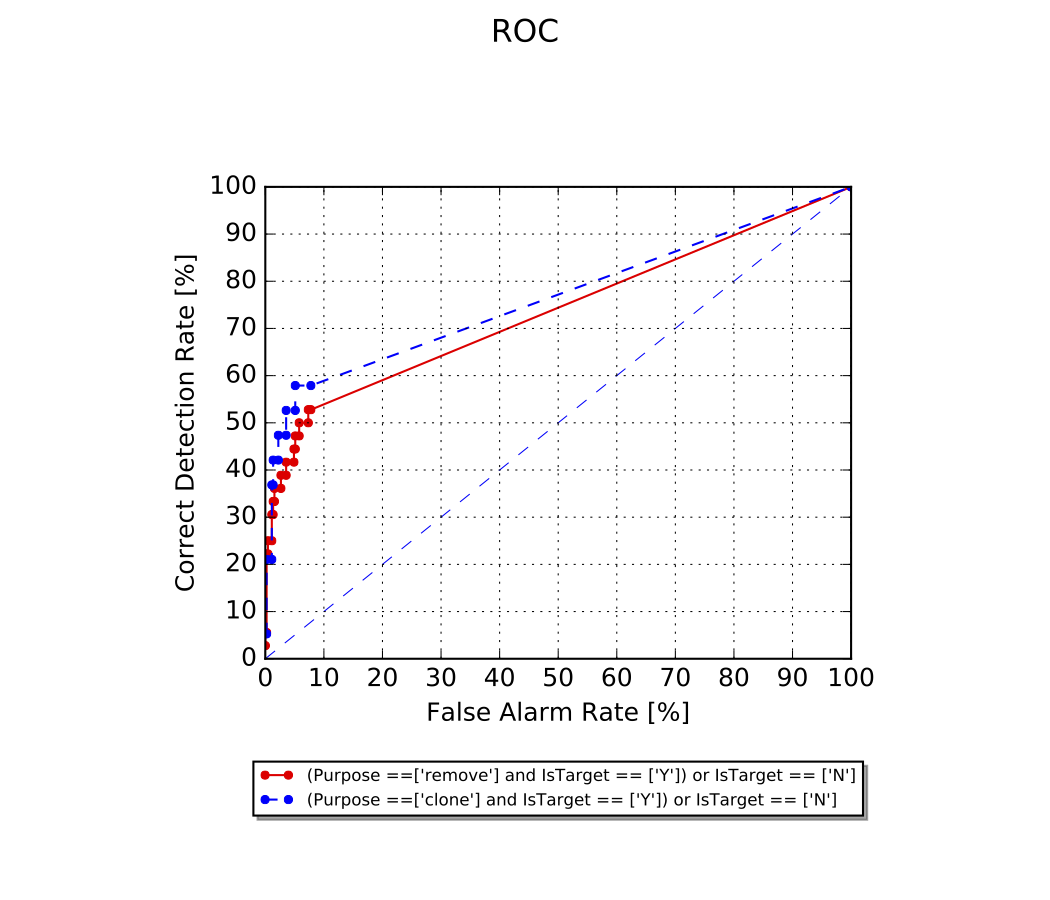 ROC
100
90
80
70
60
50
40
30
20
10
0
Correct Detection Rate [%]
0 10 20 30 40 50 60 70 80 90 100
False Alarm Rate [%]
(Purpose ==['remove'] and IsTarget == ['Y']) or IsTarget == ['N']
(Purpose ==['clone'] and IsTarget == ['Y']) or IsTarget == ['N']